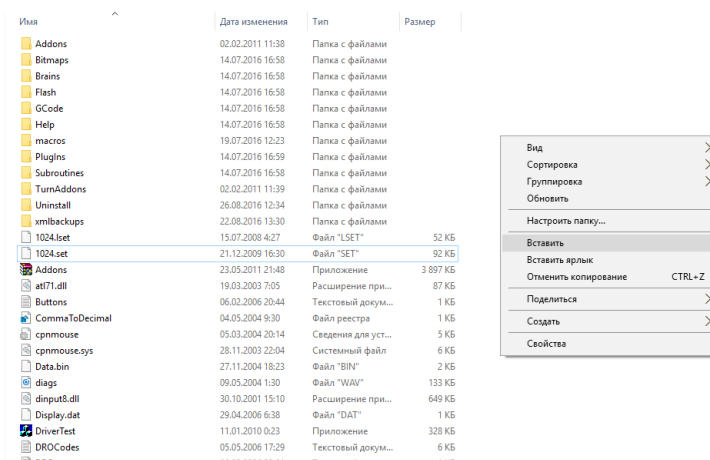 Имя Дата изменения Тип Размер
Addons 02.02.2011 11:38 Папка с файлами
Bitmaps 14.07.2016 16:58 Папка с файлами
Brains 14.07.2016 16:58 Папка с файлами
Flash 14.07.2016 16:58 Папка с файлами
GCode 14.07.2016 16:58 Папка с файлами
Help 14.07.2016 16:58 Папка с файлами
macros 19.07.2016 12:23 Папка с файлами
PlugIns 14.07.2016 16:59 Папка с файлами
Subroutines 14.07.2016 16:58 Папка с файлами
TurnAddons 02.02.2011 11:39 Папка с файлами
Uninstall 26.08.2016 12:34 Папка с файлами
xmlbackups 22.08.2016 13:30 Папка с файлами
1024.lset 15.07.2008 4:27 Файл "LSET" 52 КБ
1024.set 21.12.2009 16:30 Файл "SET" 92 КБ
Addons 23.05.2011 21:48 Приложение 3 897 КБ
atl71.dll 19.03.2003 7:05 Расширение при... 87 КБ
Buttons 06.02.2006 20:44 Текстовый докум... 1 КБ
CommaToDecimal 04.05.2004 9:30 Файл реестра 1 КБ
cpnmouse 05.03.2004 20:14 Сведения для уст... 5 КБ
cpnmouse.sys 28.11.2003 22:04 Системный файл 6 КБ
Data.bin 27.11.2004 18:23 Файл "BIN" 2 КБ
diags 09.05.2004 1:30 Файл "WAV" 133 КБ
dinput8.dll 30.10.2001 15:10 Расширение при... 649 КБ
Display.dat 29.04.2006 6:38 Файл "DAT" 1 КБ
DriverTest 11.01.2010 0:23 Приложение 328 КБ
DROCodes 05.05.2006 17:29 Текстовый докум... 6 КБ
Вид
Сортировка
Группировка
Обновить
Настроить папку...
Вставить
Вставить ярлык
Отменить копирование CTRL+Z
Поделиться
Создать
Свойства